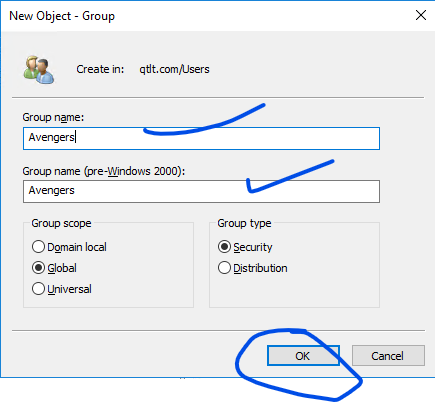 New Object - Group
Create in: qtlt.com/Users
Group name:
Avengers
Group name (pre-Windows 2000):
Avengers
Group scope
Domain local
Global
Universal
Group type
Security
Distribution
OK
Cancel